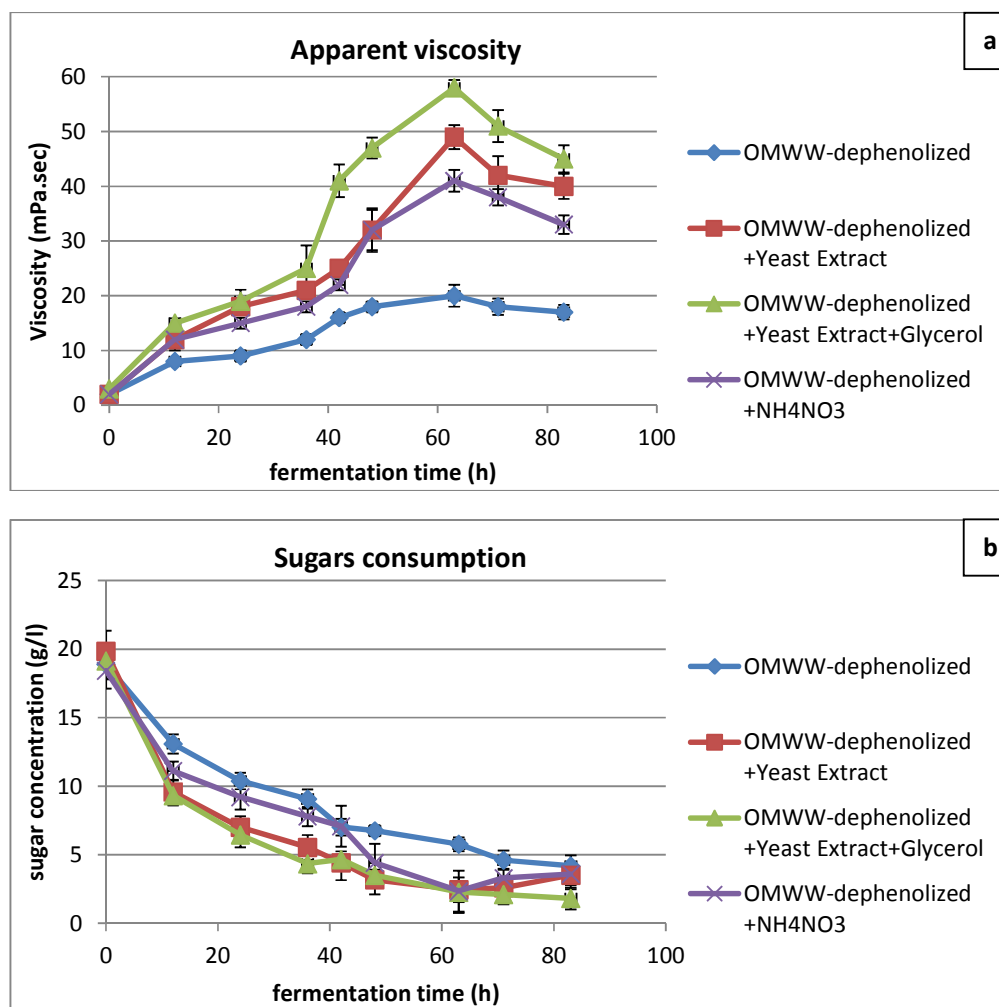 Apparent viscosity
a
60
50
40
30
20
10
0
Viscosity (mPa.sec)
0 20 40 60 80 100
fermentation time (h)
OMWW-dephenolized
OMWW-dephenolized
+Yeast Extract
OMWW-dephenolized
+Yeast Extract+Glycerol
OMWW-dephenolized
+NH4NO3
Sugars consumption
b
25
20
15
10
5
0
sugar concentration (g/l)
0 20 40 60 80 100
fermentation time (h)
OMWW-dephenolized
OMWW-dephenolized
+Yeast Extract
OMWW-dephenolized
+Yeast Extract+Glycerol
OMWW-dephenolized
+NH4NO3